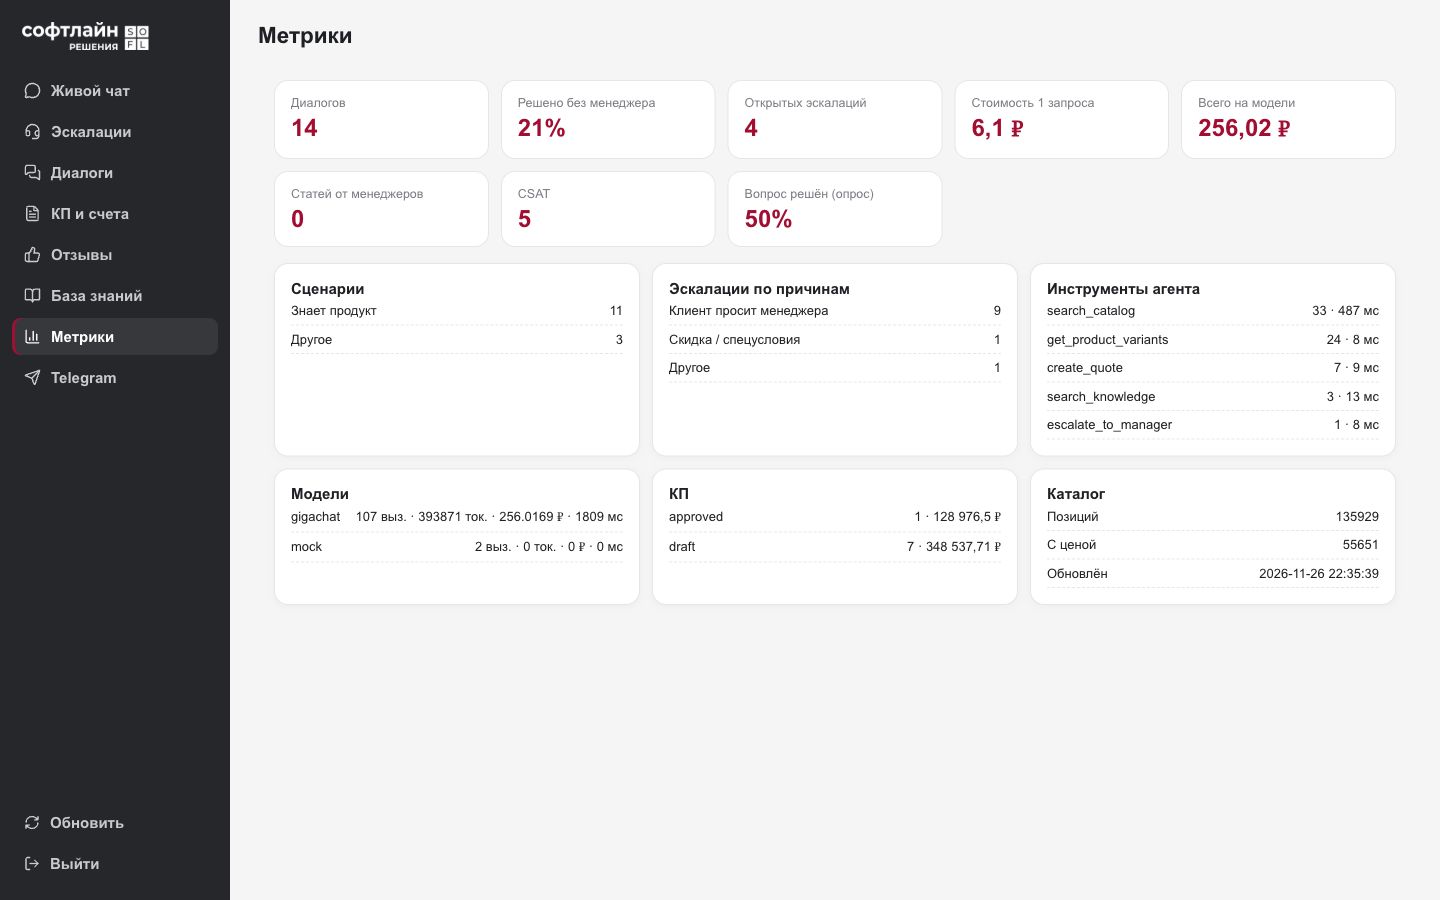 софтлайн
РЕШЕНИЯ
SO
FL
Живой чат
Эскалации
Диалоги
КП и счета
Отзывы
База знаний
Метрики
Telegram
Обновить
Выйти
Метрики
Диалогов
14
Решено без менеджера
21%
Открытых эскалаций
4
Стоимость 1 запроса
6,1 ₽
Всего на модели
256,02 ₽
Статей от менеджеров
0
CSAT
5
Вопрос решён (опрос)
50%
Сценарии
Знает продукт 11
Другое 3
Эскалации по причинам
Клиент просит менеджера 9
Скидка / спецусловия 1
Другое 1
Инструменты агента
search_catalog 33 · 487 мс
get_product_variants 24 · 8 мс
create_quote 7 · 9 мс
search_knowledge 3 · 13 мс
escalate_to_manager 1 · 8 мс
Модели
gigachat 107 выз. · 393871 ток. · 256.0169 ₽ · 1809 мс
mock 2 выз. · 0 ток. · 0 ₽ · 0 мс
КП
approved 1 · 128 976,5 ₽
draft 7 · 348 537,71 ₽
Каталог
Позиций 135929
С ценой 55651
Обновлён 2026-11-26 22:35:39